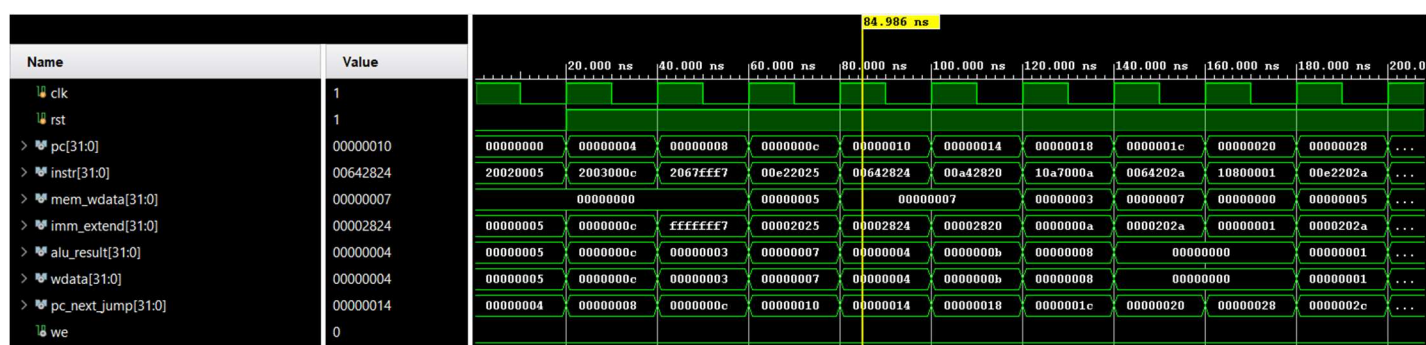 84.986 ns
Name Value
20.000 ns 40.000 ns 60.000 ns 80.000 ns 100.000 ns 120.000 ns 140.000 ns 160.000 ns 180.000 ns 200.0
clk 1
rst 1
> pc[31:0] 00000010 00000000 00000004 00000008 0000000c 00000010 00000014 00000018 0000001c 00000020 00000028 ...
> instr[31:0] 00642824 20020005 2003000c 2067fff7 00e22025 00642824 00a42820 10a7000a 0064202a 10800001 00e2202a ...
> mem_wdata[31:0] 00000007 00000000 00000005 00000007 00000003 00000007 00000000 00000005 ...
> imm_extend[31:0] 00002824 00000005 0000000c fffffff7 00002025 00002824 00002820 0000000a 0000202a 00000001 0000202a ...
> alu_result[31:0] 00000004 00000005 0000000c 00000003 00000007 00000004 0000000b 00000008 00000000 00000001 ...
> wdata[31:0] 00000004 00000005 0000000c 00000003 00000007 00000004 0000000b 00000008 00000000 00000001 ...
> pc_next_jump[31:0] 00000014 00000004 00000008 0000000c 00000010 00000014 00000018 0000001c 00000020 00000028 0000002c ...
we 0